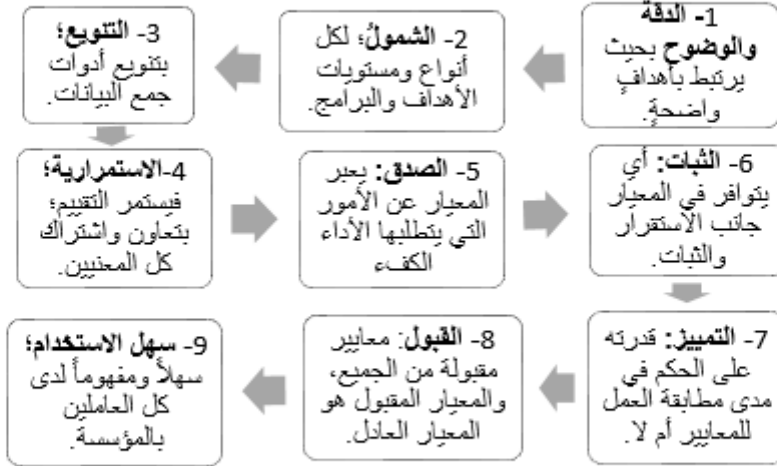 1- الدقة
والوضوح بحيث
يرتبط بأهدافٍ
واضحةٍ.
2- الشمولُ؛ لكل
أنواع ومستويات
الأهداف والبرامج.
3- التنويع؛
بتنويع أدوات
جمع البيانات.
4-الاستمرارية؛
فيستمر التقييم؛
بتعاون واشتراك
كل المعنيين.
5- الصدق: يعبر
المعيار عن الأمور
التي يتطلبها الأداء
الكفء
6- الثبات: أي
يتوافر في المعيار
جانب الاستقرار
والثبات.
7- التمييز: قدرته
على الحكم في
مدى مطابقة العمل
للمعايير أم لا.
8- القبول: معايير
مقبولة من الجميع،
والمعيار المقبول هو
المعيار العادل.
9- سهل الاستخدام؛
سهلاً ومفهوماً لدى
كل العاملين
بالمؤسسة.